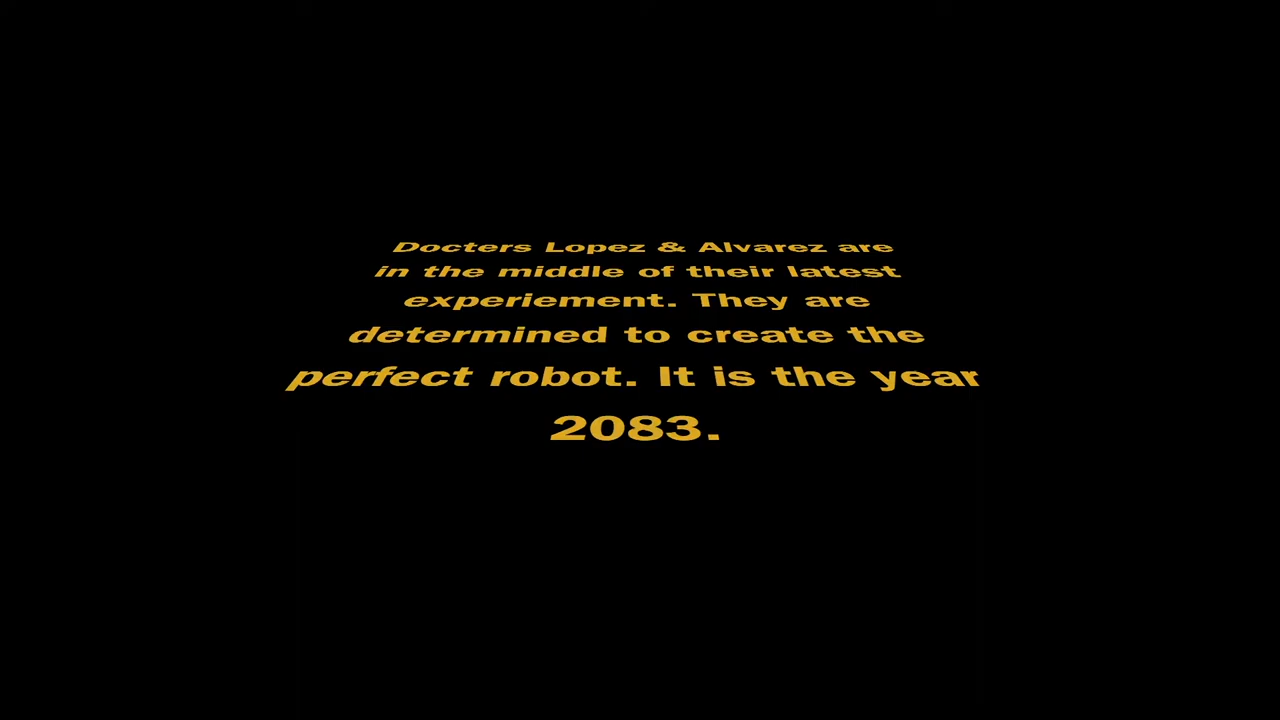 Docters Lopez & Alvarez are
in the middle of their latest
experiement. They are
determined to create the
perfect robot. It is the year
2083.